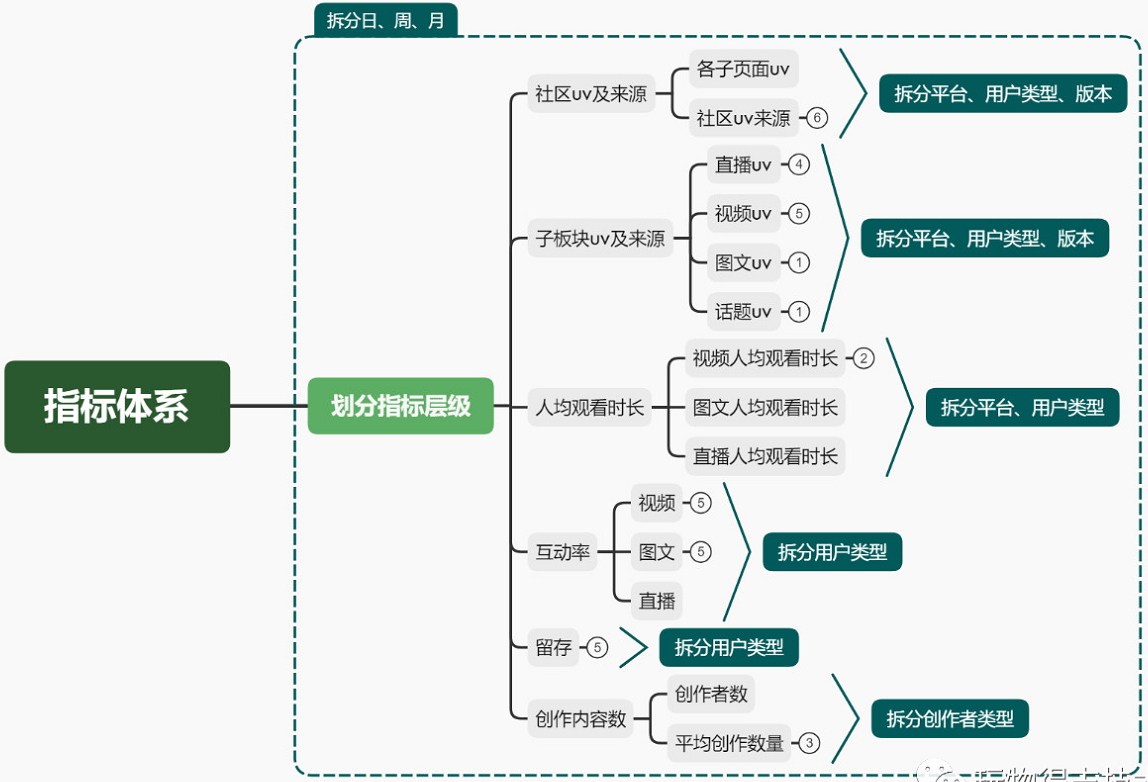 拆分日、周、月
社区uv及来源
各子页面uv
社区uv来源 6
拆分平台、用户类型、版本
子板块uv及来源
直播uv 4
视频uv 5
图文uv 1
话题uv 1
拆分平台、用户类型、版本
指标体系
划分指标层级
人均观看时长
视频人均观看时长 2
图文人均观看时长
直播人均观看时长
拆分平台、用户类型
互动率
视频 5
图文 5
直播
拆分用户类型
留存 5
拆分用户类型
创作内容数
创作者数
平均创作数量 3
拆分创作者类型